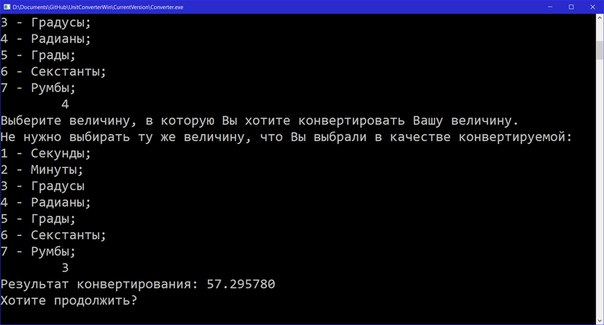 D:\Documents\GitHub\UnitConverterWin\CurrentVersion\Converter.exe
3 - Градусы;
4 - Радианы;
5 - Грады;
6 - Секстанты;
7 - Румбы;
4
Выберите величину, в которую Вы хотите конвертировать Вашу величину.
Не нужно выбирать ту же величину, что Вы выбрали в качестве конвертируемой:
1 - Секунды;
2 - Минуты;
3 - Градусы
4 - Радианы;
5 - Грады;
6 - Секстанты;
7 - Румбы;
3
Результат конвертирования: 57.295780
Хотите продолжить?